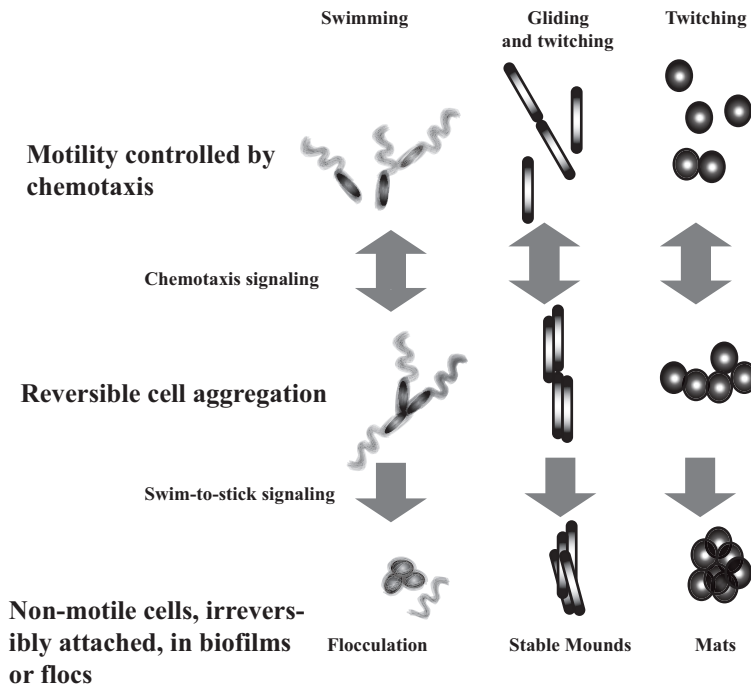 Swimming
Gliding
and twitching
Twitching
Motility controlled by
chemotaxis
Chemotaxis signaling
Reversible cell aggregation
Swim-to-stick signaling
Non-motile cells, irrevers-
ibly attached, in biofilms
or flocs
Flocculation
Stable Mounds
Mats